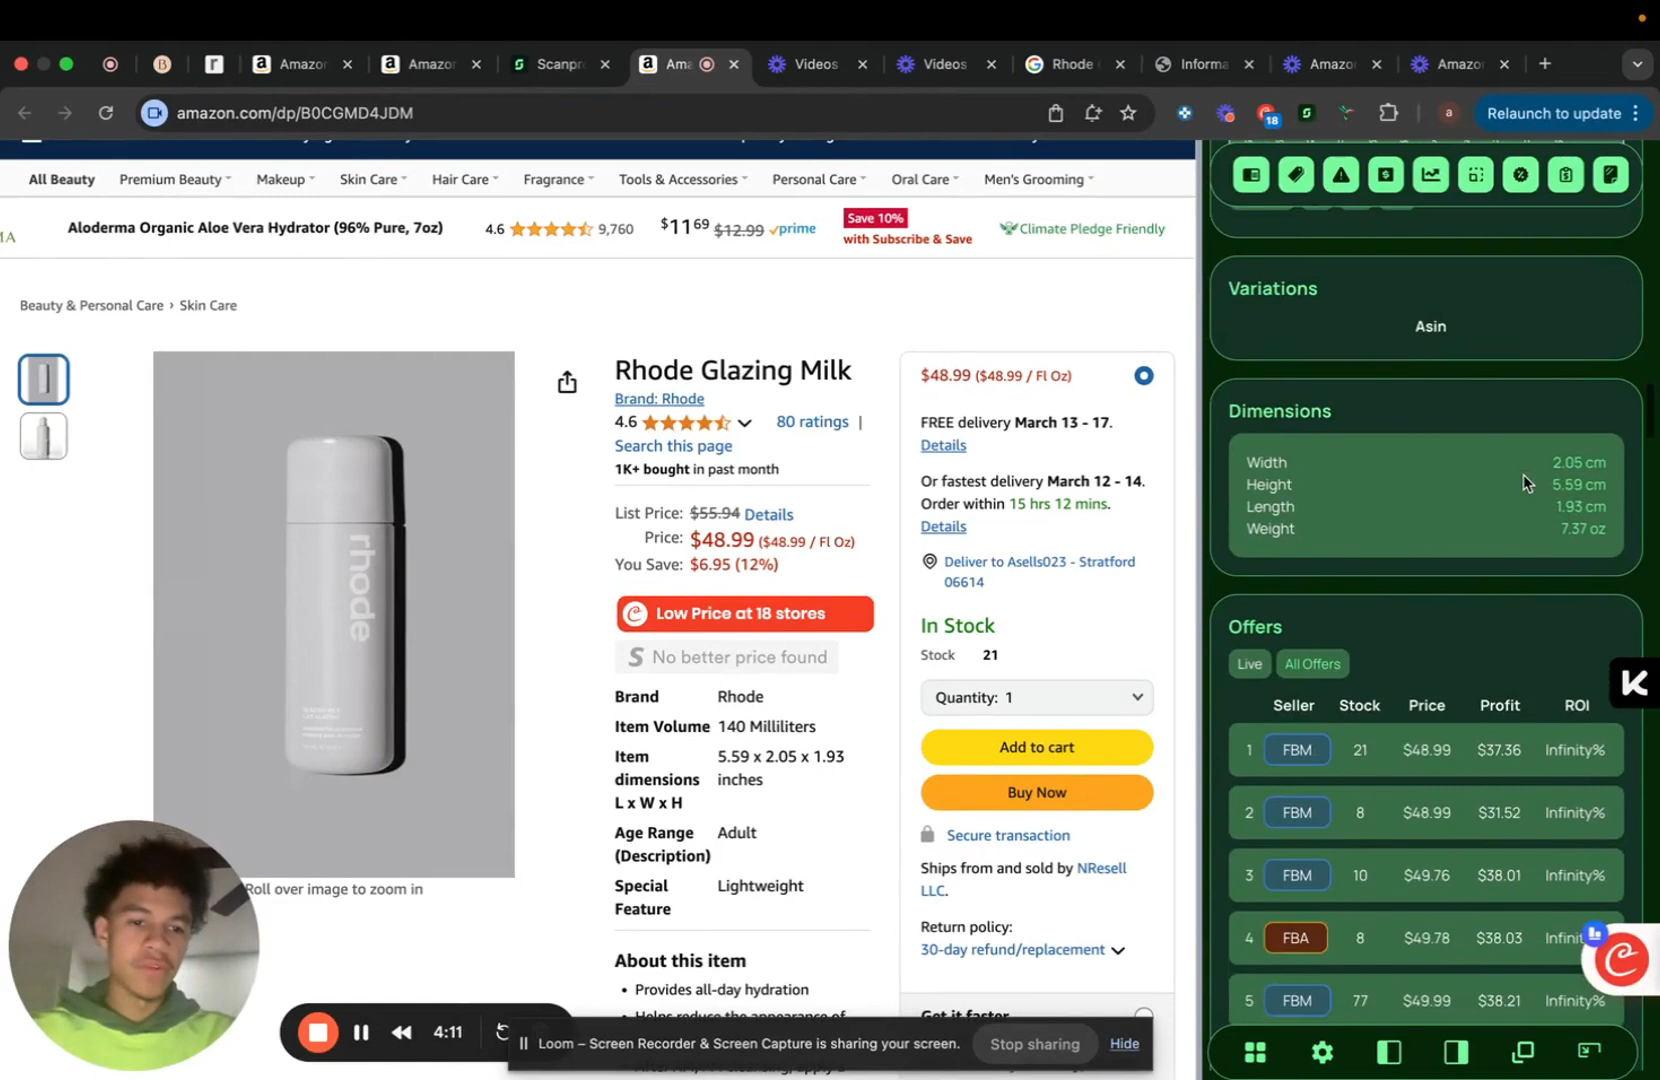 Amazon
Amazon
Scanpr
Ama
Videos
Videos
Rhode
Informa
Amazo
Amazo
amazon.com/dp/B0CGMD4JDM
18
a
Relaunch to update
All Beauty
Premium Beauty
Makeup
Skin Care
Hair Care
Fragrance
Tools & Accessories
Personal Care
Oral Care
Men's Grooming
MA
Aloderma Organic Aloe Vera Hydrator (96% Pure, 7oz)
4.6
9,760
$11 69 $12.99 prime
Save 10%
with Subscribe & Save
Climate Pledge Friendly
Beauty & Personal Care › Skin Care
rhode
Roll over image to zoom in
Rhode Glazing Milk
Brand: Rhode
4.6
80 ratings |
Search this page
1K+ bought in past month
List Price: $55.94 Details
Price: $48.99 ($48.99 / Fl Oz)
You Save: $6.95 (12%)
Low Price at 18 stores
No better price found
Brand Rhode
Item Volume 140 Milliliters
Item 5.59 x 2.05 x 1.93
dimensions inches
L x W x H
Age Range Adult
(Description)
Special Lightweight
Feature
About this item
• Provides all-day hydration
$48.99 ($48.99 / Fl Oz)
FREE delivery March 13 - 17.
Details
Or fastest delivery March 12 - 14.
Order within 15 hrs 12 mins.
Details
Deliver to Asells023 - Stratford
06614
In Stock
Stock 21
Quantity: 1
Add to cart
Buy Now
Secure transaction
Ships from and sold by NResell
LLC.
Return policy:
30-day refund/replacement
Get it faster
Variations
Asin
Dimensions
Width 2.05 cm
Height 5.59 cm
Length 1.93 cm
Weight 7.37 oz
Offers
Live
All Offers
Seller Stock Price Profit ROI
1 FBM 21 $48.99 $37.36 Infinity%
2 FBM 8 $48.99 $31.52 Infinity%
3 FBM 10 $49.76 $38.01 Infinity%
4 FBA 8 $49.78 $38.03 Infinit
5 FBM 77 $49.99 $38.21 Infinity%
K
4:11
Loom – Screen Recorder & Screen Capture is sharing your screen.
Stop sharing
Hide